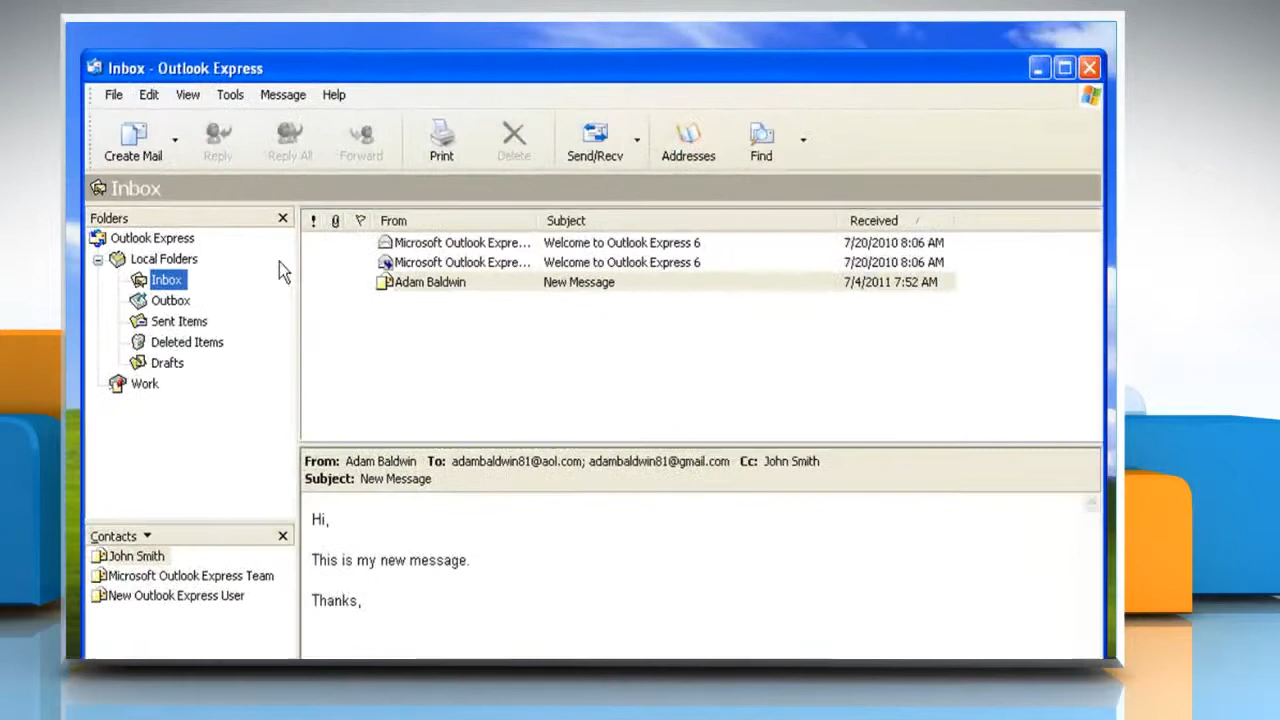 Inbox - Outlook Express
File Edit View Tools Message Help
Create Mail Reply Reply All Forward Print Delete Send/Recv Addresses Find
Inbox
Folders
Outlook Express
Local Folders
Inbox
Outbox
Sent Items
Deleted Items
Drafts
Work
Contacts
John Smith
Microsoft Outlook Express Team
New Outlook Express User
! From Subject Received
Microsoft Outlook Expre... Welcome to Outlook Express 6 7/20/2010 8:06 AM
Microsoft Outlook Expre... Welcome to Outlook Express 6 7/20/2010 8:06 AM
Adam Baldwin New Message 7/4/2011 7:52 AM
From: Adam Baldwin To: adambaldwin81@aol.com; adambaldwin81@gmail.com Cc: John Smith
Subject: New Message
Hi,
This is my new message.
Thanks,